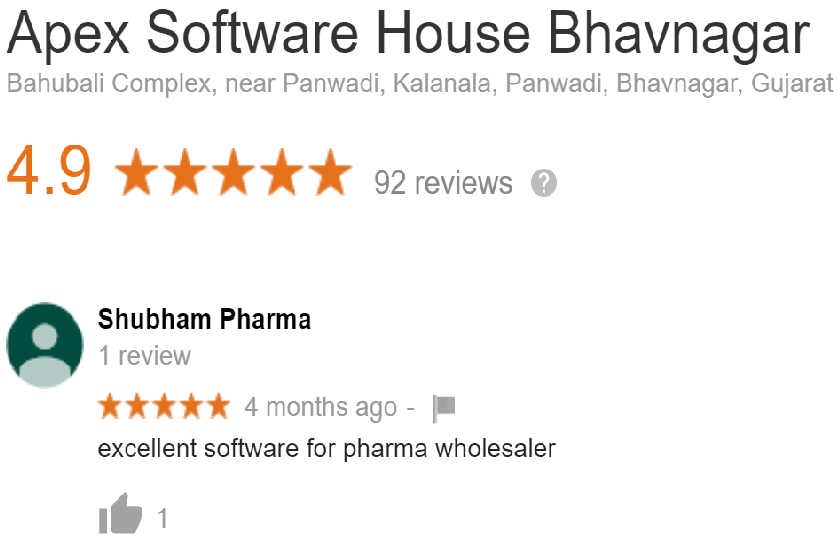 Apex Software House Bhavnagar
Bahubali Complex, near Panwadi, Kalanala, Panwadi, Bhavnagar, Gujarat
4.9 92 reviews ?
Shubham Pharma
1 review
4 months ago -
excellent software for pharma wholesaler
1